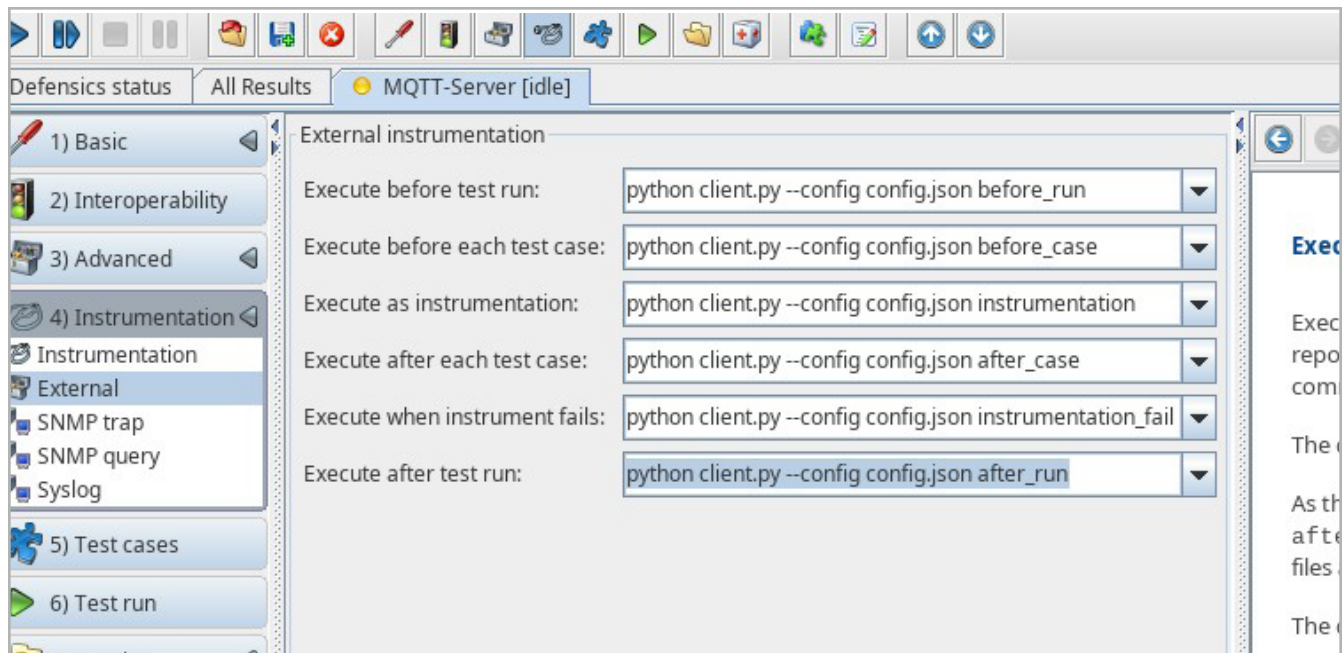 Defensics status
All Results
MQTT-Server [idle]
1) Basic
2) Interoperability
3) Advanced
4) Instrumentation
Instrumentation
External
SNMP trap
SNMP query
Syslog
5) Test cases
6) Test run
External instrumentation
Execute before test run: python client.py --config config.json before_run
Execute before each test case: python client.py --config config.json before_case
Execute as instrumentation: python client.py --config config.json instrumentation
Execute after each test case: python client.py --config config.json after_case
Execute when instrument fails: python client.py --config config.json instrumentation_fail
Execute after test run: python client.py --config config.json after_run
The
files
The